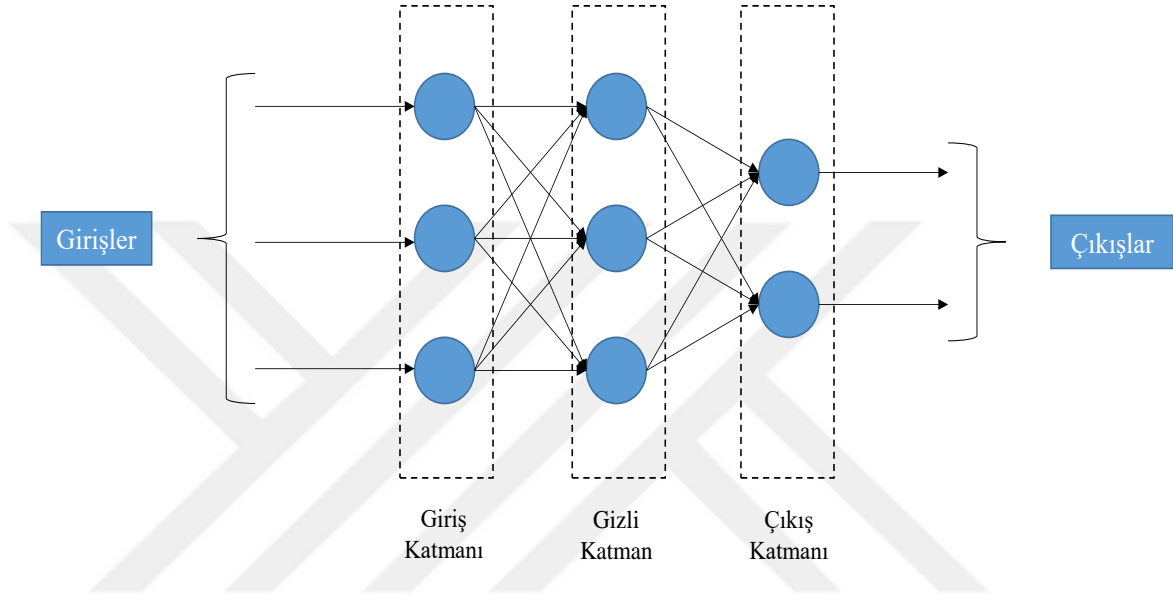 Girişler
Çıkışlar
Giriş
Katmanı
Gizli
Katman
Çıkış
Katmanı